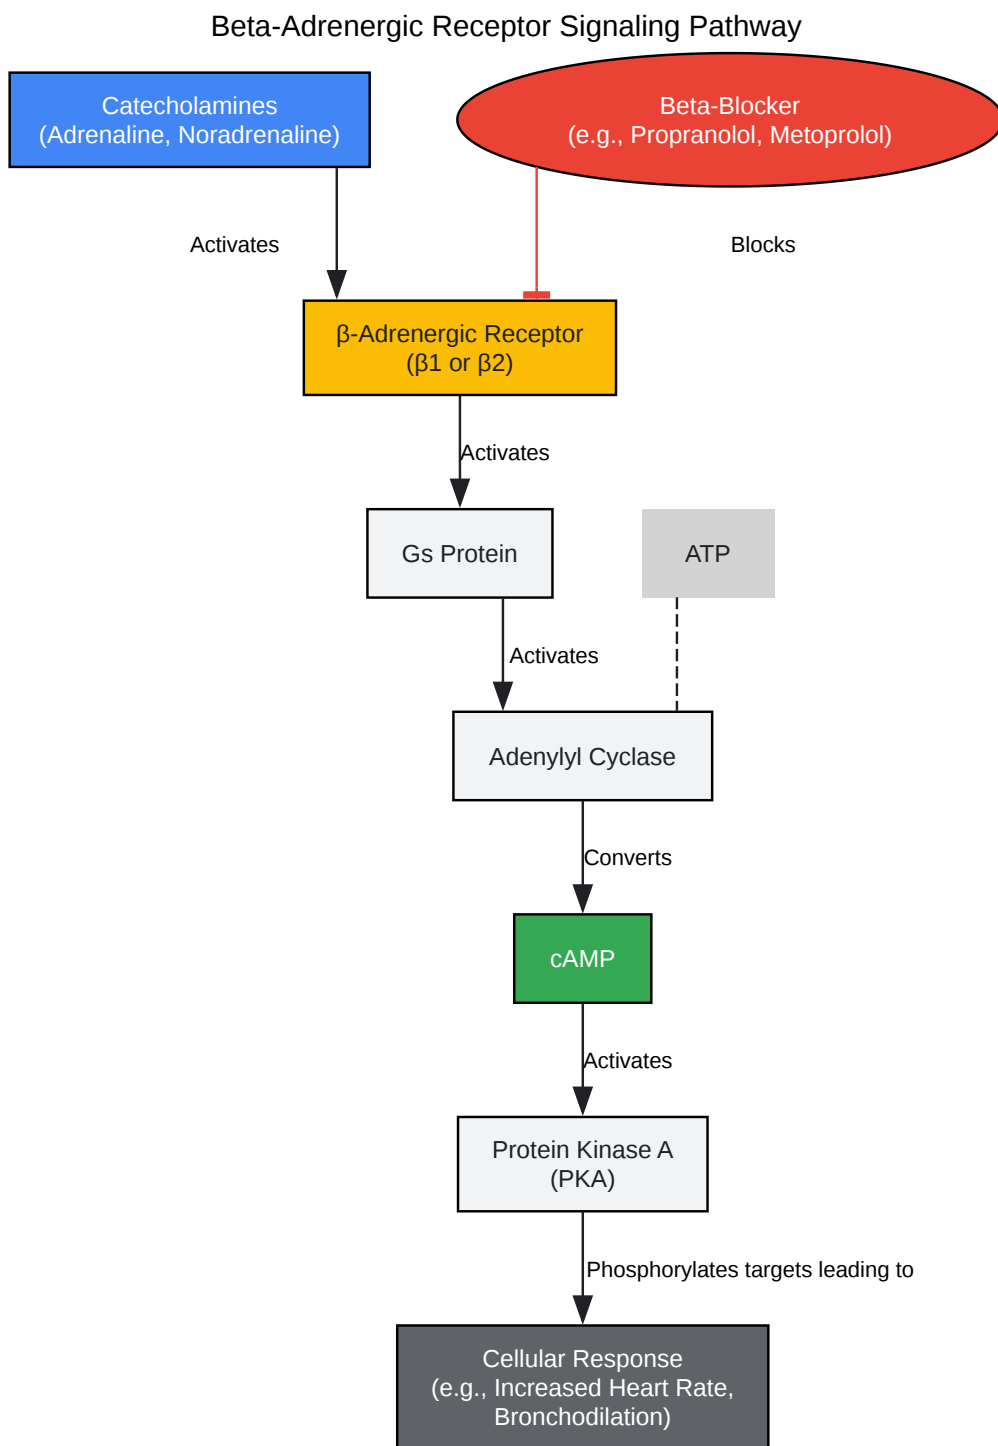 Beta-Adrenergic Receptor Signaling Pathway
Catecholamines
(Adrenaline, Noradrenaline)
Beta-Blocker
(e.g., Propranolol, Metoprolol)
Activates
Blocks
β-Adrenergic Receptor
(β1 or β2)
Activates
Gs Protein
ATP
Activates
Adenylyl Cyclase
Converts
cAMP
Activates
Protein Kinase A
(PKA)
Phosphorylates targets leading to
Cellular Response
(e.g., Increased Heart Rate,
Bronchodilation)